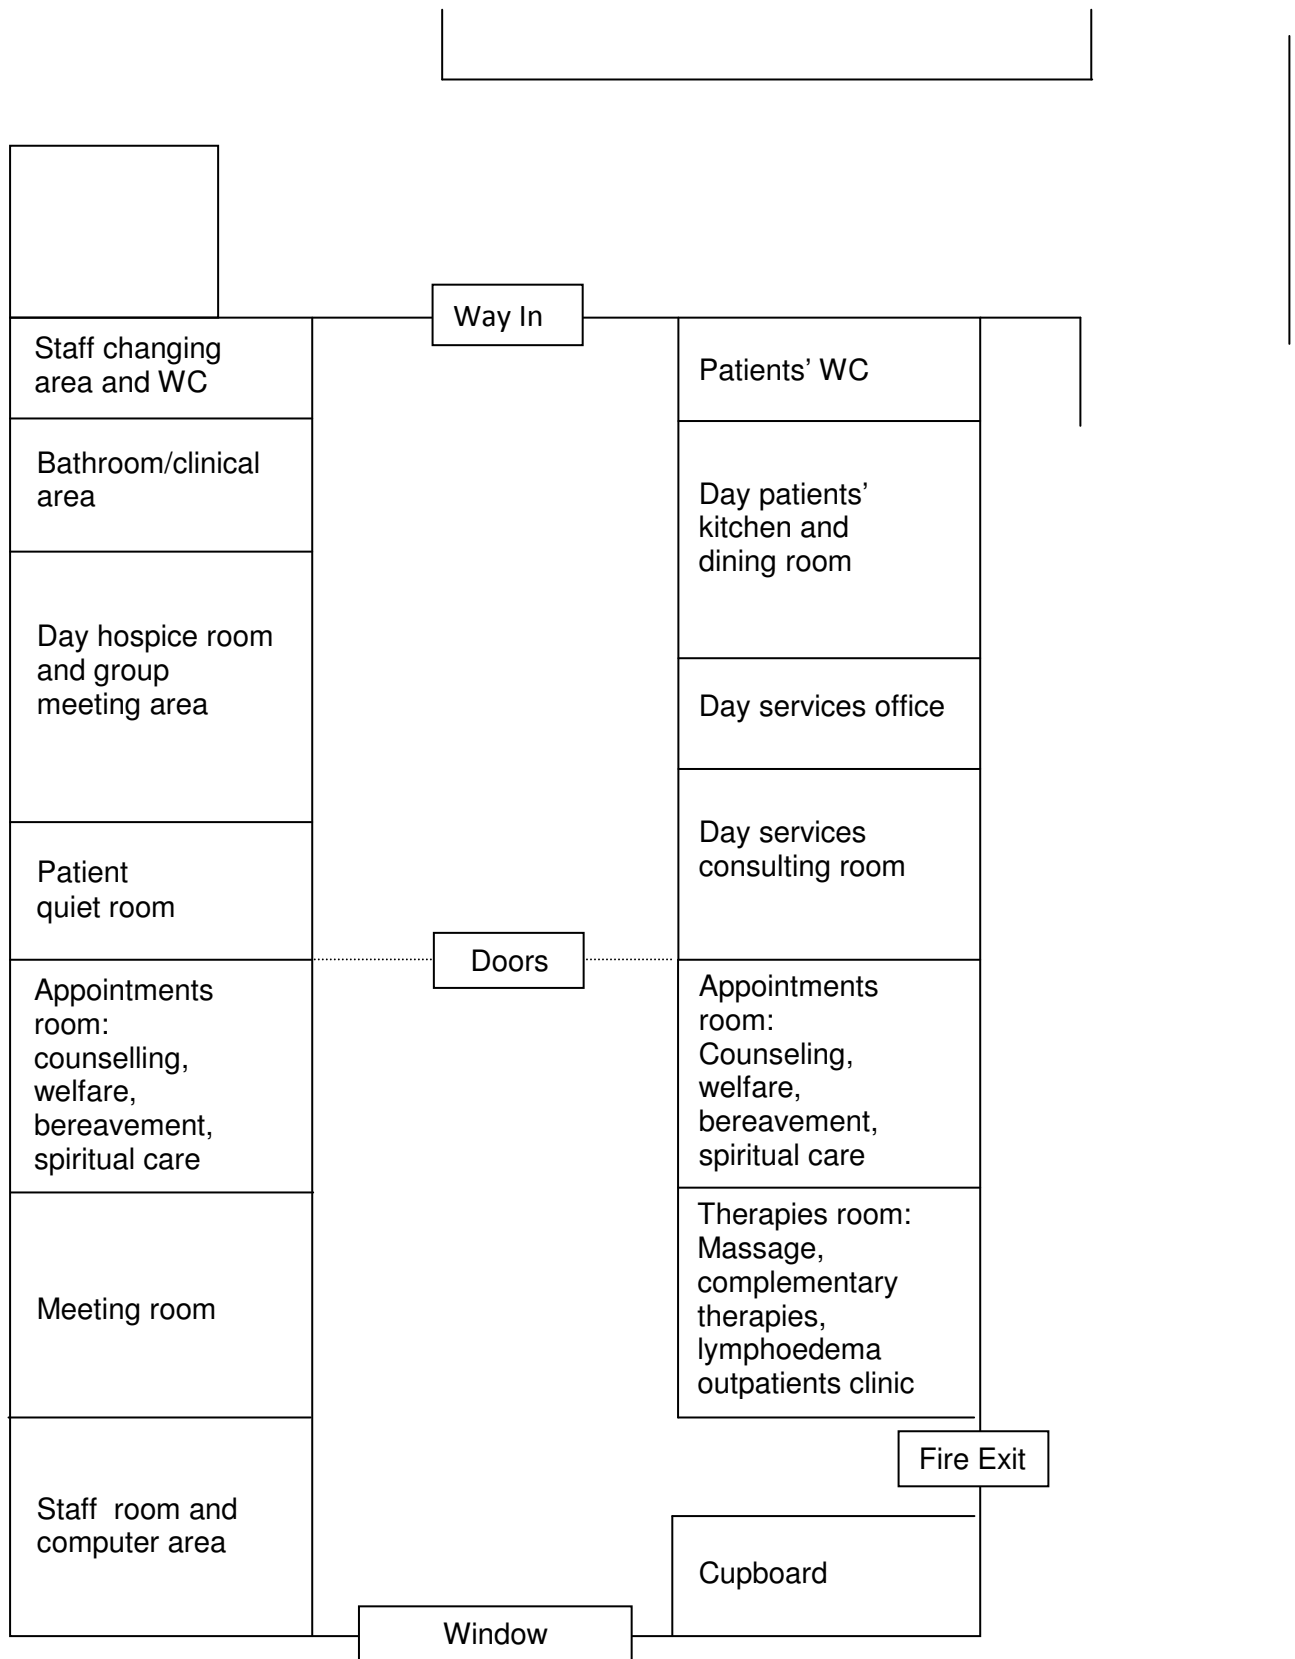 Way In
Staff changing
area and WC
Patients’ WC
Bathroom/clinical
area
Day patients’
kitchen and
dining room
Day hospice room
and group
meeting area
Day services office
Day services
consulting room
Patient
quiet room
Doors
Appointments
room:
counselling,
welfare,
bereavement,
spiritual care
Appointments
room:
Counseling,
welfare,
bereavement,
spiritual care
Meeting room
Therapies room:
Massage,
complementary
therapies,
lymphoedema
outpatients clinic
Fire Exit
Staff  room and
computer area
Cupboard
Window